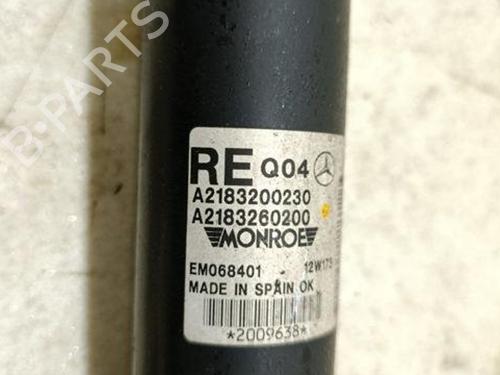 B-PARTS
RE Q04
A2183200230
A2183260200
MONROE
EM068401 - 12W173
MADE IN SPAIN OK
*2009638*